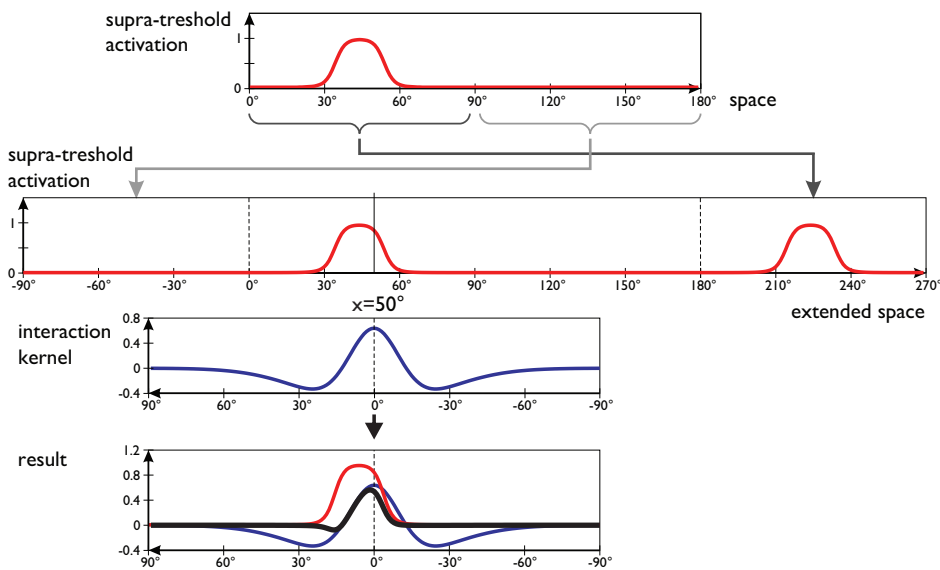 supra-treshold
activation
1
0
0° 30° 60° 90° 120° 150° 180°
space
supra-treshold
activation
1
0
-90° -60° -30° 0° 30° 60° 90° 120° 150° 180° 210° 240° 270°
x=50°
extended space
interaction
kernel
0.8
0.4
0
-0.4
90° 60° 30° 0° -30° -60° -90°
result
1.2
0.8
0.4
0
-0.4
90° 60° 30° 0° -30° -60° -90°